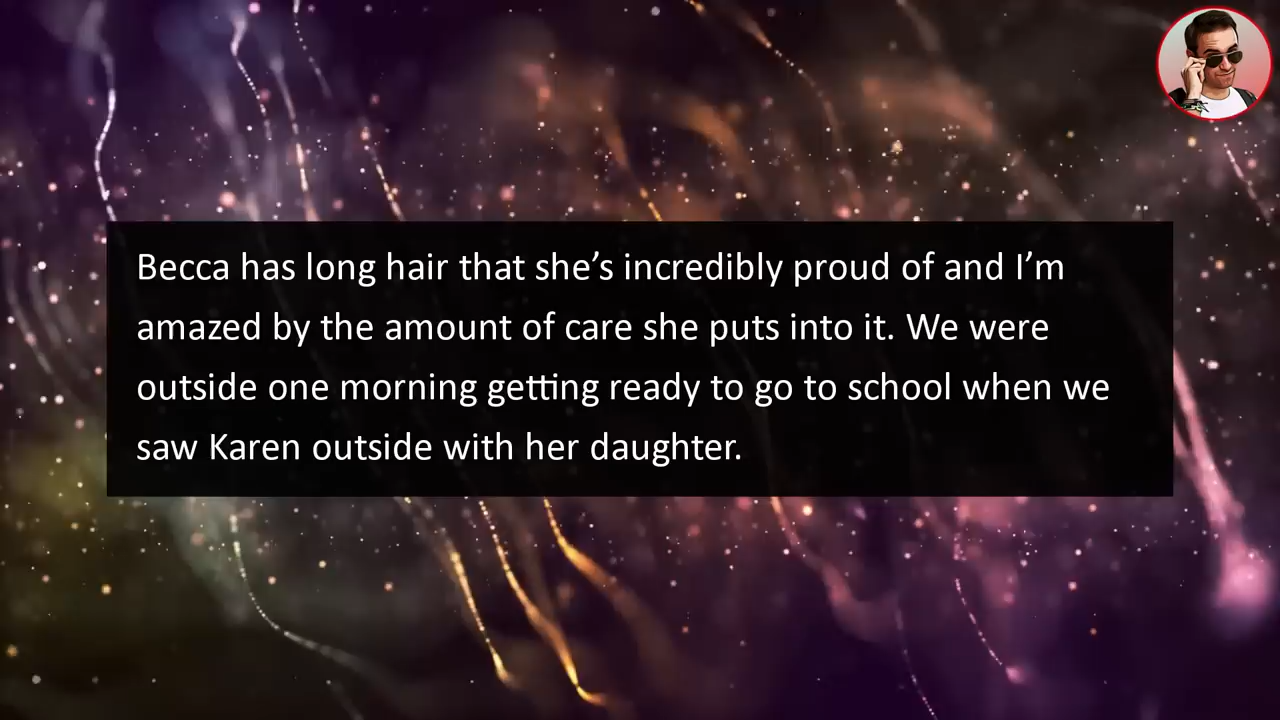 Becca has long hair that she’s incredibly proud of and I’m
amazed by the amount of care she puts into it. We were
outside one morning getting ready to go to school when we
saw Karen outside with her daughter.